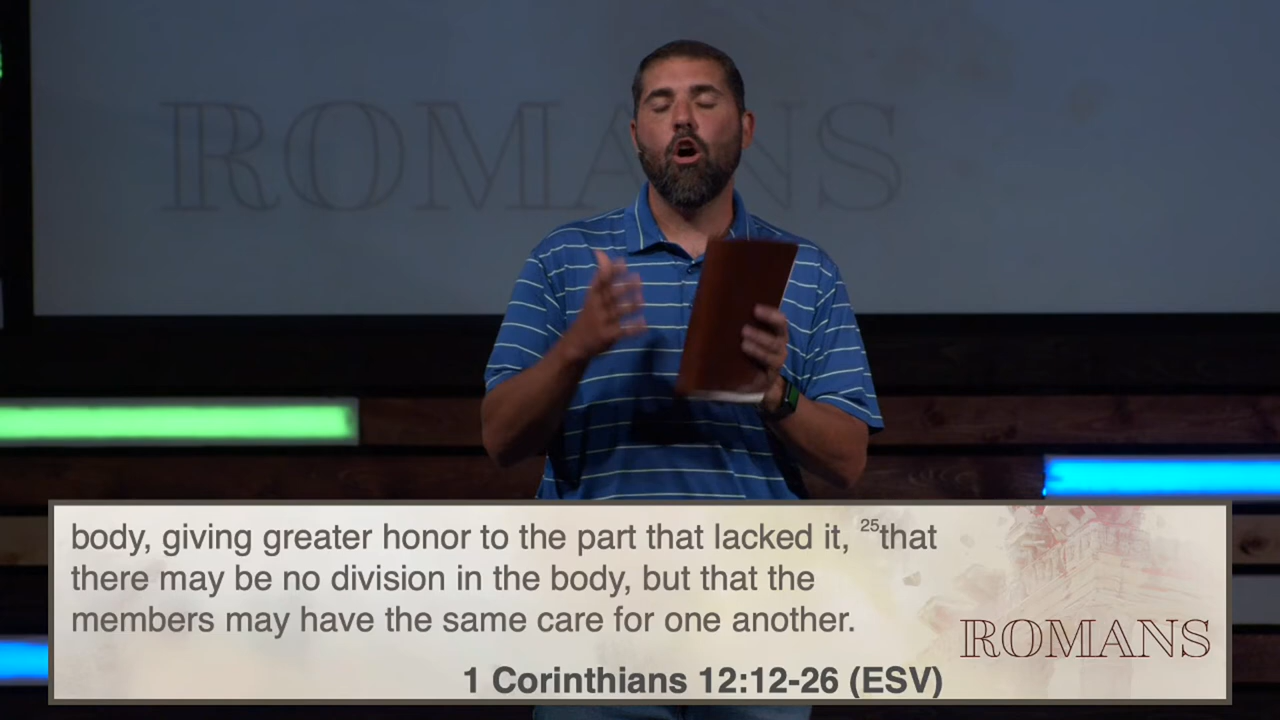 ROMANS
body, giving greater honor to the part that lacked it, ²⁵that
there may be no division in the body, but that the
members may have the same care for one another.
ROMANS
1 Corinthians 12:12-26 (ESV)